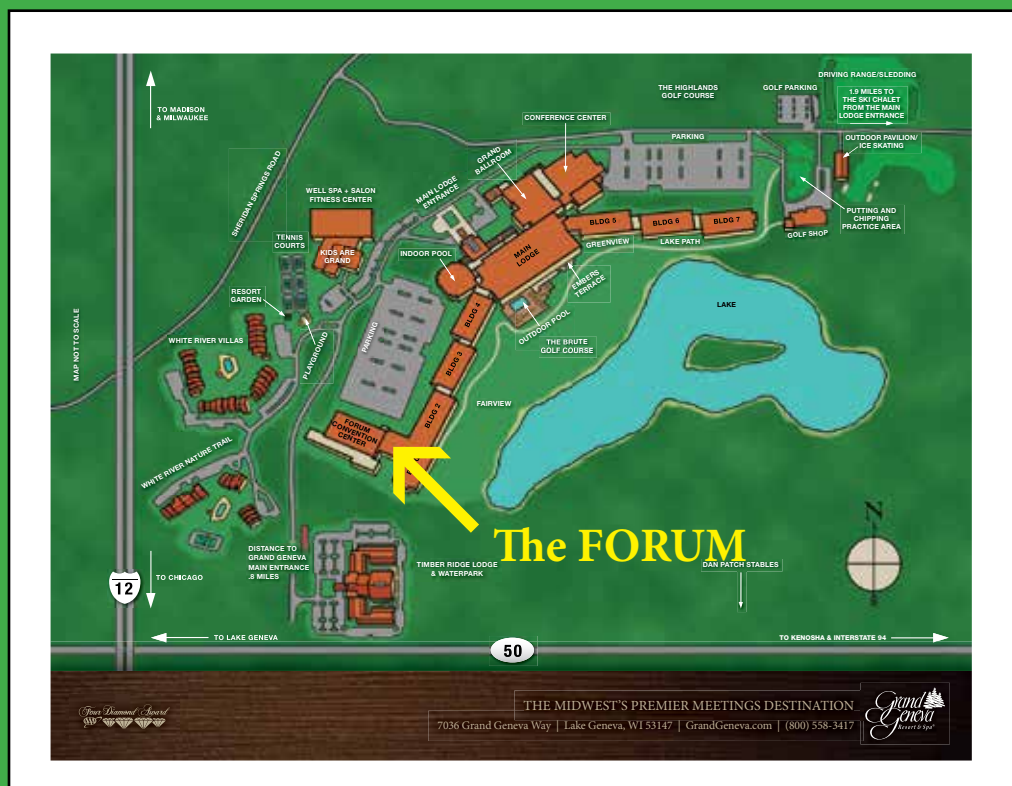 DRIVING RANGE/SLEDDING
THE HIGHLANDS
GOLF COURSE
GOLF PARKING
1.9 MILES TO
THE SKI CHALET
FROM THE MAIN
LODGE ENTRANCE
TO MADISON
& MILWAUKEE
CONFERENCE CENTER
PARKING
OUTDOOR PAVILION/
ICE SKATING
GRAND
BALLROOM
SHERIDAN SPRINGS ROAD
WELL SPA + SALON
FITNESS CENTER
MAIN LODGE
ENTRANCE
BLDG 5
BLDG 6
BLDG 7
PUTTING AND
CHIPPING
PRACTICE AREA
GOLF SHOP
TENNIS
COURTS
KIDS ARE
GRAND
INDOOR POOL
MAIN
LODGE
GREENVIEW
LAKE PATH
EMBERS
TERRACE
RESORT
GARDEN
LAKE
BLDG 4
OUTDOOR POOL
MAP NOT TO SCALE
WHITE RIVER VILLAS
PLAYGROUND
PARKING
THE BRUTE
GOLF COURSE
BLDG 3
FAIRVIEW
BLDG 2
FORUM
CONVENTION
CENTER
WHITE RIVER NATURE TRAIL
N
The FORUM
DISTANCE TO
GRAND GENEVA
MAIN ENTRANCE
.8 MILES
TIMBER RIDGE LODGE
& WATERPARK
DAN PATCH STABLES
TO CHICAGO
12
S
TO LAKE GENEVA
TO KENOSHA & INTERSTATE 94
50
Four Diamond Award
THE MIDWEST'S PREMIER MEETINGS DESTINATION
7036 Grand Geneva Way | Lake Geneva, WI 53147 | GrandGeneva.com | (800) 558-3417
Grand
Geneva
Resort & Spa